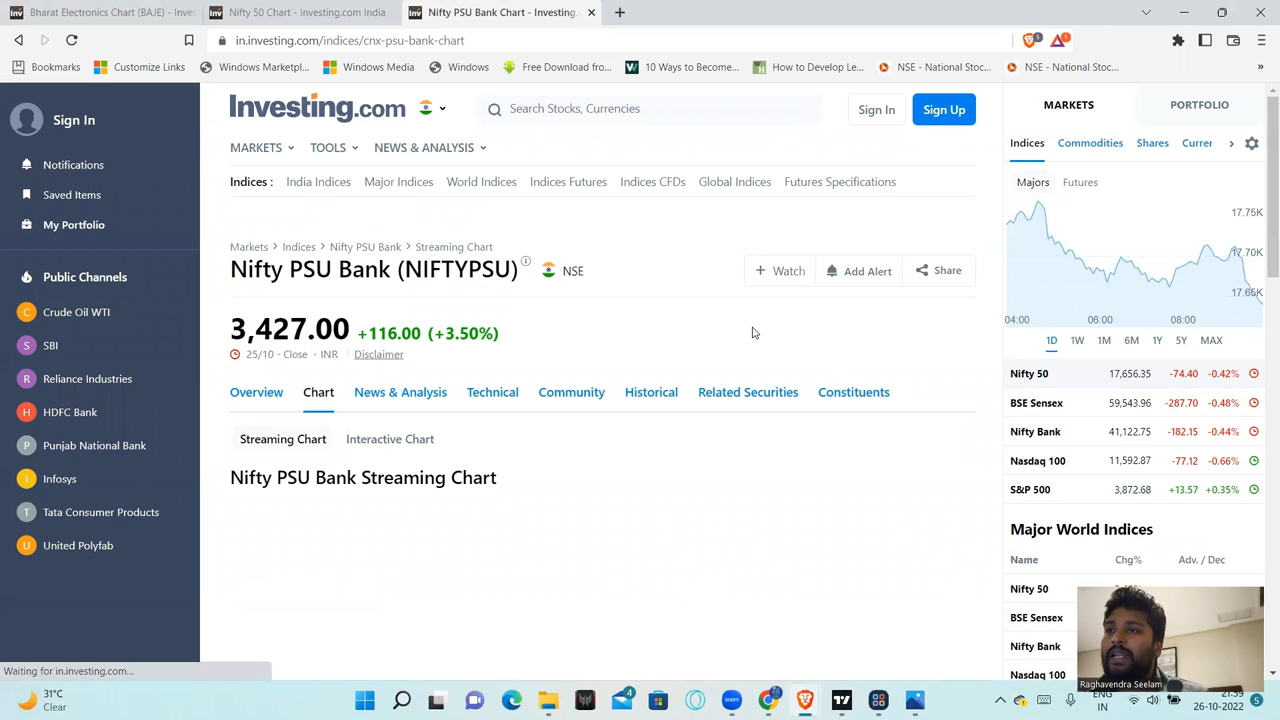 Bharat Electronics Chart (BAJE) - Inves
Nifty 50 Chart - Investing.com India
Nifty PSU Bank Chart - Investing.
in.investing.com/indices/cnx-psu-bank-chart
5
1
Bookmarks
Customize Links
Windows Marketpl...
Windows Media
Windows
Free Download fro...
10 Ways to Become...
How to Develop Le...
NSE - National Stoc...
NSE - National Stoc...
»
Sign In
Notifications
Saved Items
My Portfolio
Public Channels
Crude Oil WTI
SBI
Reliance Industries
HDFC Bank
Punjab National Bank
Infosys
Tata Consumer Products
United Polyfab
Investing.com
Search Stocks, Currencies
Sign In
Sign Up
MARKETS
TOOLS
NEWS & ANALYSIS
Indices :
India Indices
Major Indices
World Indices
Indices Futures
Indices CFDs
Global Indices
Futures Specifications
Markets > Indices > Nifty PSU Bank > Streaming Chart
Nifty PSU Bank (NIFTYPSU)
NSE
+ Watch
Add Alert
Share
3,427.00 +116.00 (+3.50%)
25/10 - Close · INR
Disclaimer
Overview
Chart
News & Analysis
Technical
Community
Historical
Related Securities
Constituents
Streaming Chart
Interactive Chart
Nifty PSU Bank Streaming Chart
MARKETS
PORTFOLIO
Indices
Commodities
Shares
Currer
Majors
Futures
17.75K
17.70K
17.65K
04:00
06:00
08:00
1D
1W
1M
6M
1Y
5Y
MAX
Nifty 50 17,656.35 -74.40 -0.42%
BSE Sensex 59,543.96 -287.70 -0.48%
Nifty Bank 41,122.75 -182.15 -0.44%
Nasdaq 100 11,592.87 -77.12 -0.66%
S&P 500 3,872.68 +13.57 +0.35%
Major World Indices
Name Chg% Adv. / Dec
Nifty 50
BSE Sensex
Nifty Bank
Nasdaq 100
Raghavendra Seelam
Waiting for in.investing.com...
31°C
Clear
4
zoom
ENG
IN
21:59
26-10-2022
5